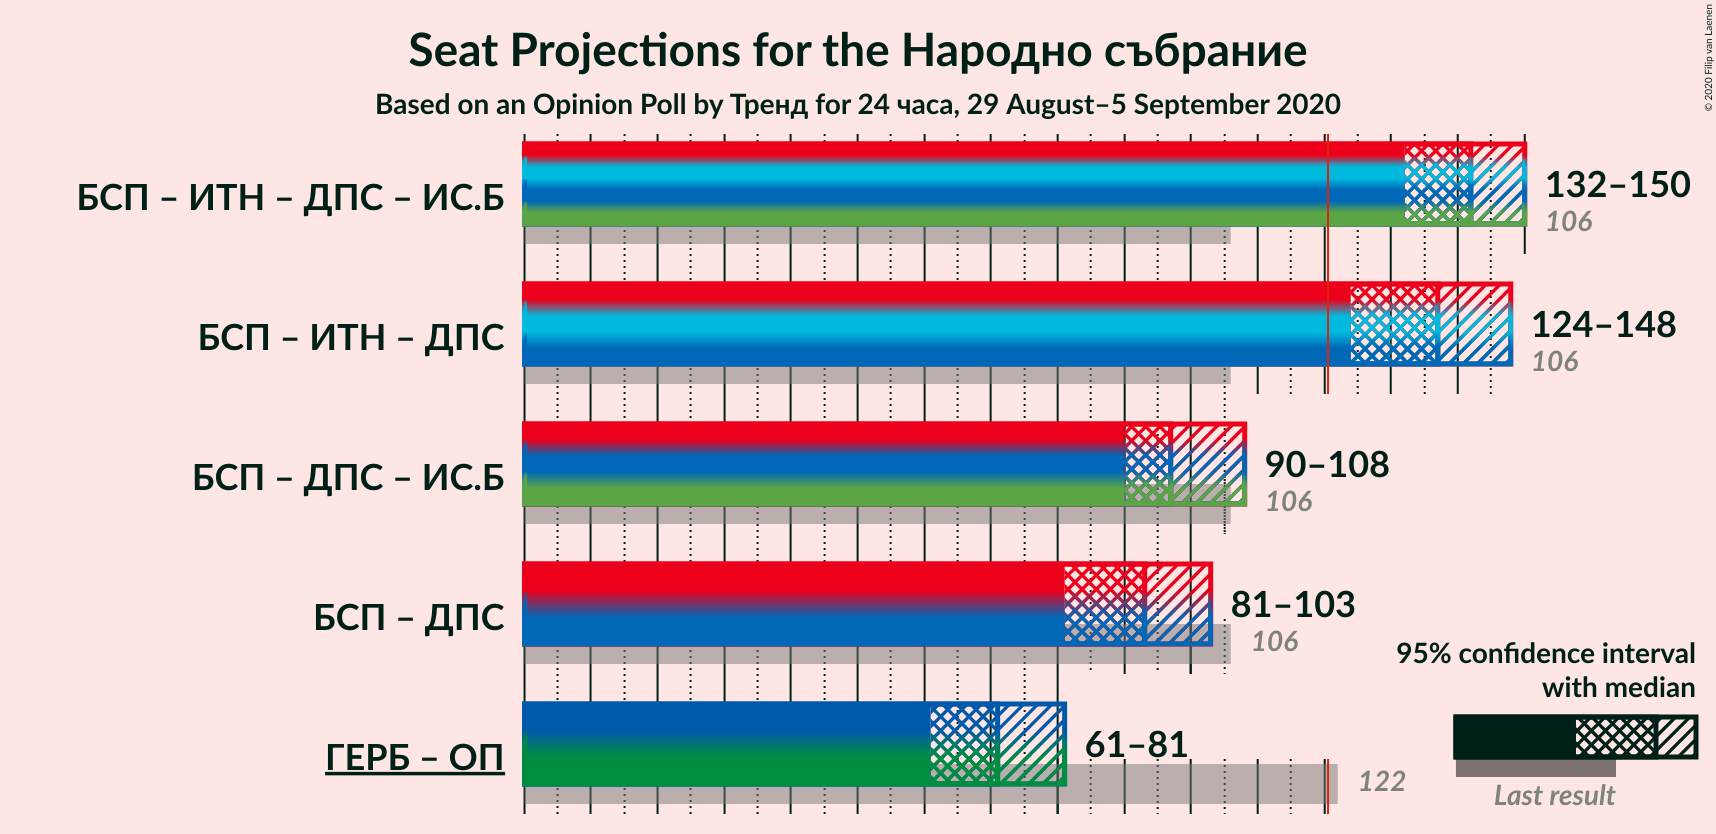 Seat Projections for the Народно събрание
Based on an Opinion Poll by Тренд for 24 часа, 29 August–5 September 2020
© 2020 Filip van Laenen
БСП – ИТН – ДПС – ИС.Б
132–150
106
БСП – ИТН – ДПС
124–148
106
БСП – ДПС – ИС.Б
90–108
106
БСП – ДПС
81–103
106
ГЕРБ – ОП
61–81
122
95% confidence interval
with median
Last result